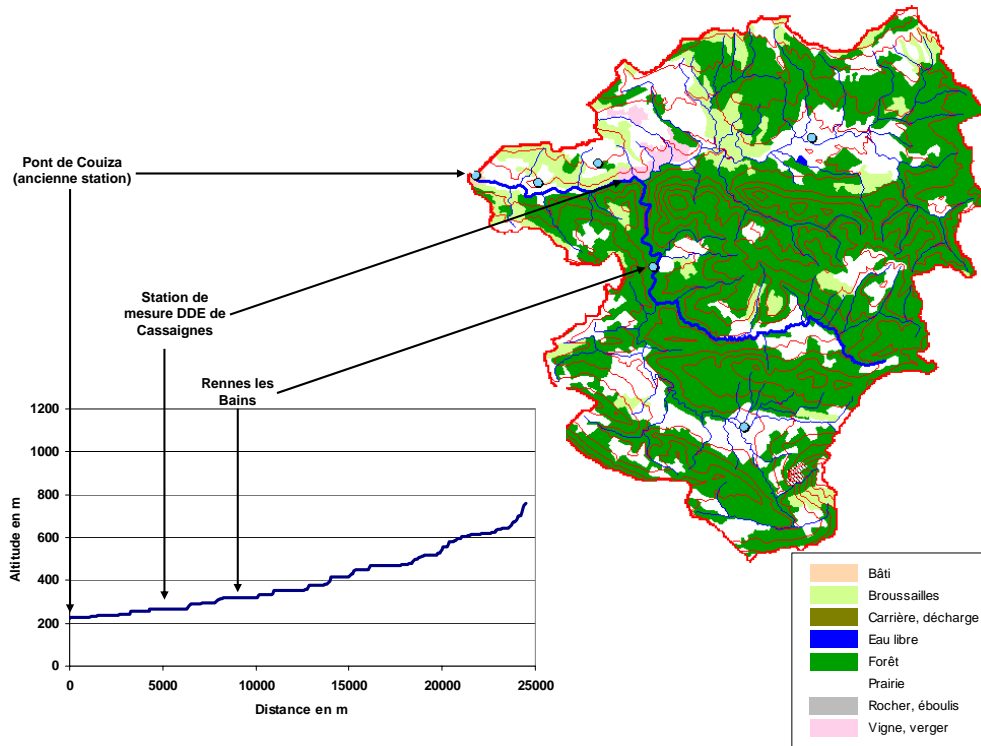 Pont de Couiza
(ancienne station)
Station de
mesure DDE de
Cassaignes
Rennes les
Bains
1200
1000
800
600
400
200
0
Altitude en m
0 5000 10000 15000 20000 25000
Distance en m
Bâti
Broussailles
Carrière, décharge
Eau libre
Forêt
Prairie
Rocher, éboulis
Vigne, verger